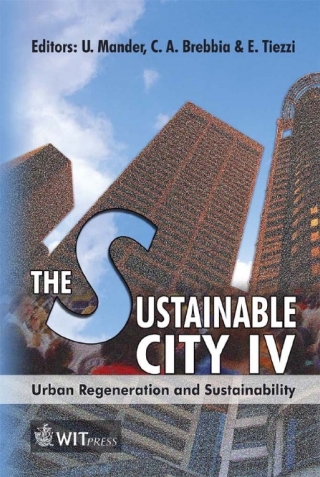 Editors: U. Mander, C. A. Brebbia & E. Tiezzi
THE SUSTAINABLE
CITY IV
Urban Regeneration and Sustainability
WIT PRESS